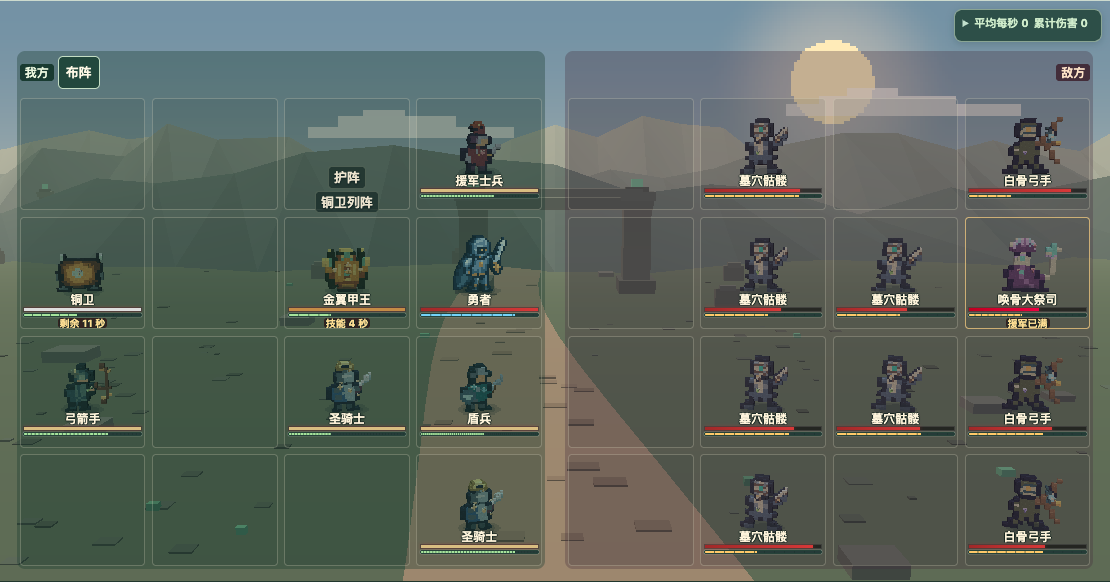 ▶ 平均每秒 0 累计伤害 0
我方 布阵
敌方
护阵
铜卫列阵
援军士兵
墓穴骷髅
白骨弓手
铜卫
剩余 11 秒
金翼甲王
技能 4 秒
勇者
墓穴骷髅
墓穴骷髅
唤骨大祭司
援军已满
弓箭手
圣骑士
盾兵
墓穴骷髅
墓穴骷髅
白骨弓手
圣骑士
墓穴骷髅
白骨弓手